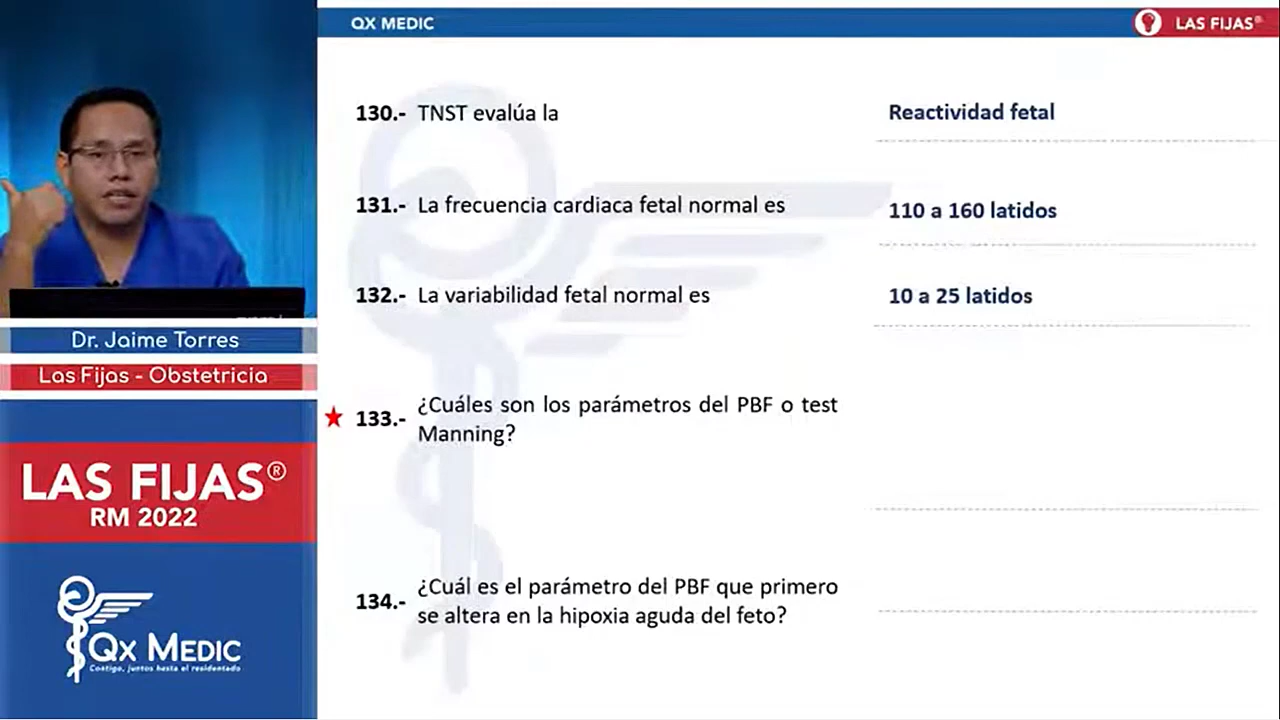 QX MEDIC
LAS FIJAS®
130.- TNST evalúa la
Reactividad fetal
131.- La frecuencia cardiaca fetal normal es
110 a 160 latidos
132.- La variabilidad fetal normal es
10 a 25 latidos
133.- ¿Cuáles son los parámetros del PBF o test
Manning?
134.- ¿Cuál es el parámetro del PBF que primero
se altera en la hipoxia aguda del feto?
Dr. Jaime Torres
Las Fijas - Obstetricia
LAS FIJAS®
RM 2022
QX MEDIC
Contigo, juntos hasta el residentado